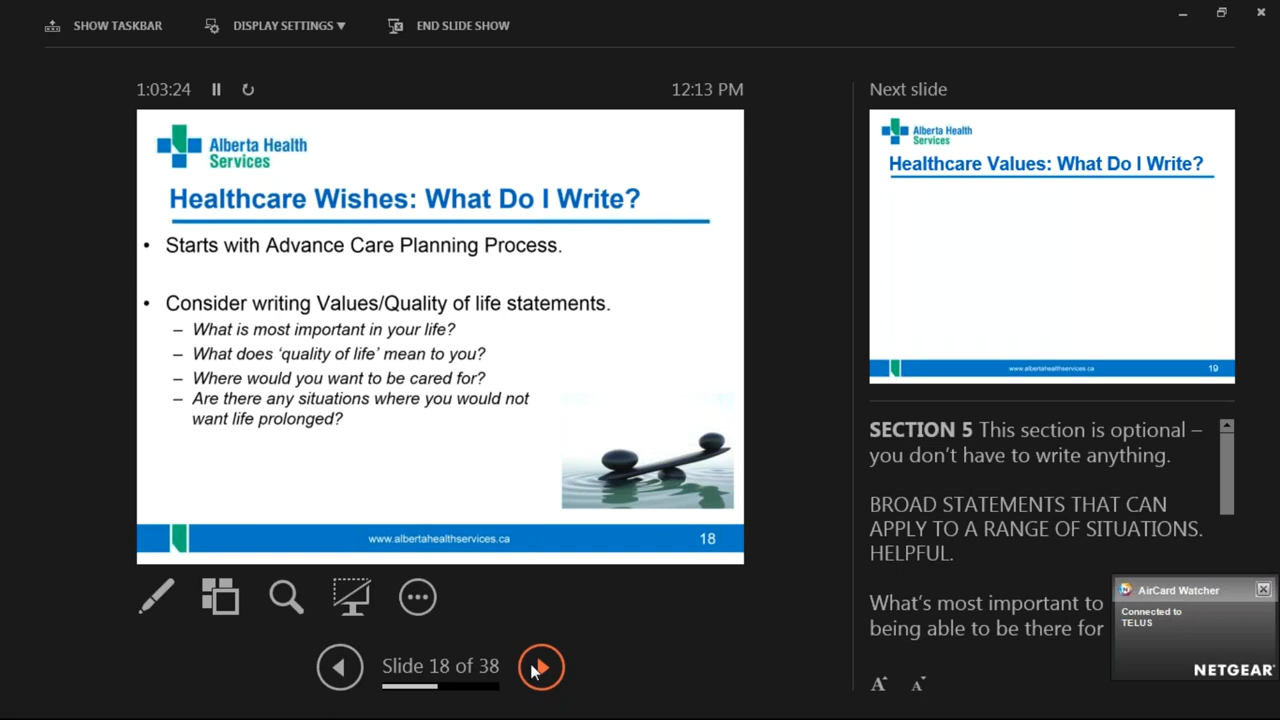 SHOW TASKBAR
DISPLAY SETTINGS ▼
END SLIDE SHOW
1:03:24
12:13 PM
Alberta Health
Services
Healthcare Wishes: What Do I Write?
• Starts with Advance Care Planning Process.
• Consider writing Values/Quality of life statements.
– What is most important in your life?
– What does ‘quality of life’ mean to you?
– Where would you want to be cared for?
– Are there any situations where you would not
want life prolonged?
www.albertahealthservices.ca
18
Slide 18 of 38
Next slide
Alberta Health
Services
Healthcare Values: What Do I Write?
www.albertahealthservices.ca
19
SECTION 5 This section is optional –
you don’t have to write anything.
BROAD STATEMENTS THAT CAN
APPLY TO A RANGE OF SITUATIONS.
HELPFUL.
What’s most important to
being able to be there for
A A
AirCard Watcher
Connected to
TELUS
NETGEAR